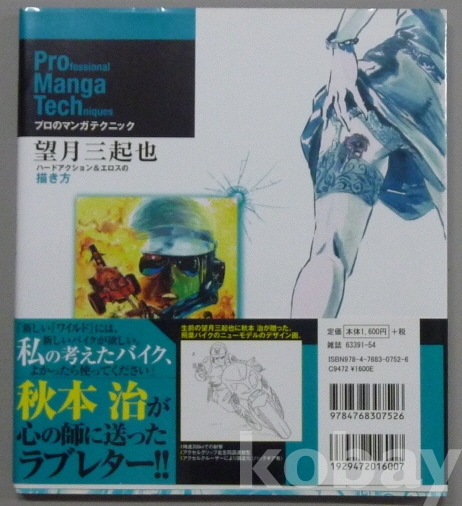 Professional
Manga
Techniques
プロのマンガテクニック
望月三起也
ハードアクション&エロスの
描き方
新しい『ワイルド』には、
新しいバイクが欲しい。
私の考えたバイク、
よかったら使ってください!
秋本 治が
心の師に送った
ラブレター!!
生前の望月三起也に秋本 治が贈った、
飛葉バイクのニューモデルのデザイン画。
定価 本体1,600円 +税
雑誌 63391-54
ISBN978-4-7683-0752-6
C9472 ¥1600E
9784768307526
1929472016007
kobay